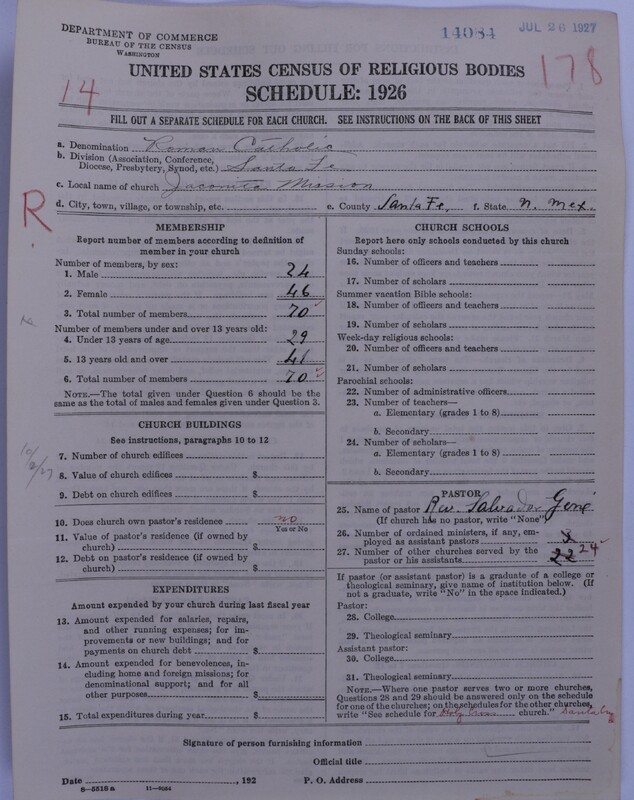 DEPARTMENT OF COMMERCE
BUREAU OF THE CENSUS
WASHINGTON
14084
JUL 26 1927
UNITED STATES CENSUS OF RELIGIOUS BODIES
SCHEDULE: 1926
14
178
FILL OUT A SEPARATE SCHEDULE FOR EACH CHURCH. SEE INSTRUCTIONS ON THE BACK OF THIS SHEET
a. Denomination Roman Catholic
b. Division (Association, Conference,
Diocese, Presbytery, Synod, etc.) Santa Fe
c. Local name of church Jacomita Mission
d. City, town, village, or township, etc. e. County Santa Fe, f. State N. Mex.
R
MEMBERSHIP
Report number of members according to definition of
member in your church
Number of members, by sex:
1. Male 24
2. Female 46
3. Total number of members 70
Number of members under and over 13 years old:
4. Under 13 years of age 29
5. 13 years old and over 41
6. Total number of members 70
NOTE.—The total given under Question 6 should be the
same as the total of males and females given under Question 3.
CHURCH BUILDINGS
See instructions, paragraphs 10 to 12
7. Number of church edifices
8. Value of church edifices $
9. Debt on church edifices $
10. Does church own pastor's residence no
Yes or No
11. Value of pastor's residence (if owned by
church) $
12. Debt on pastor's residence (if owned by
church) $
EXPENDITURES
Amount expended by your church during last fiscal year
13. Amount expended for salaries, repairs,
and other running expenses; for im-
provements or new buildings; and for
payments on church debt $
14. Amount expended for benevolences, in-
cluding home and foreign missions; for
denominational support; and for all
other purposes $
15. Total expenditures during year $
CHURCH SCHOOLS
Report here only schools conducted by this church
Sunday schools:
16. Number of officers and teachers
17. Number of scholars
Summer vacation Bible schools:
18. Number of officers and teachers
19. Number of scholars
Week-day religious schools:
20. Number of officers and teachers
21. Number of scholars
Parochial schools:
22. Number of administrative officers
23. Number of teachers—
a. Elementary (grades 1 to 8)
b. Secondary
24. Number of scholars—
a. Elementary (grades 1 to 8)
b. Secondary
PASTOR
25. Name of pastor Rev. Salvador Gené
(If church has no pastor, write "None")
26. Number of ordained ministers, if any, em-
ployed as assistant pastors
27. Number of other churches served by the
pastor or his assistants 22 24
If pastor (or assistant pastor) is a graduate of a college or
theological seminary, give name of institution below. (If
not a graduate, write "No" in the space indicated.)
Pastor:
28. College
29. Theological seminary
Assistant pastor:
30. College
31. Theological seminary
NOTE.—Where one pastor serves two or more churches,
Questions 28 and 29 should be answered only on the schedule
for one of the churches; on the schedules for the other churches,
write "See schedule for Holy Cross church."
Signature of person furnishing information
Official title
Date , 192 P. O. Address
8—5518a 11—9034